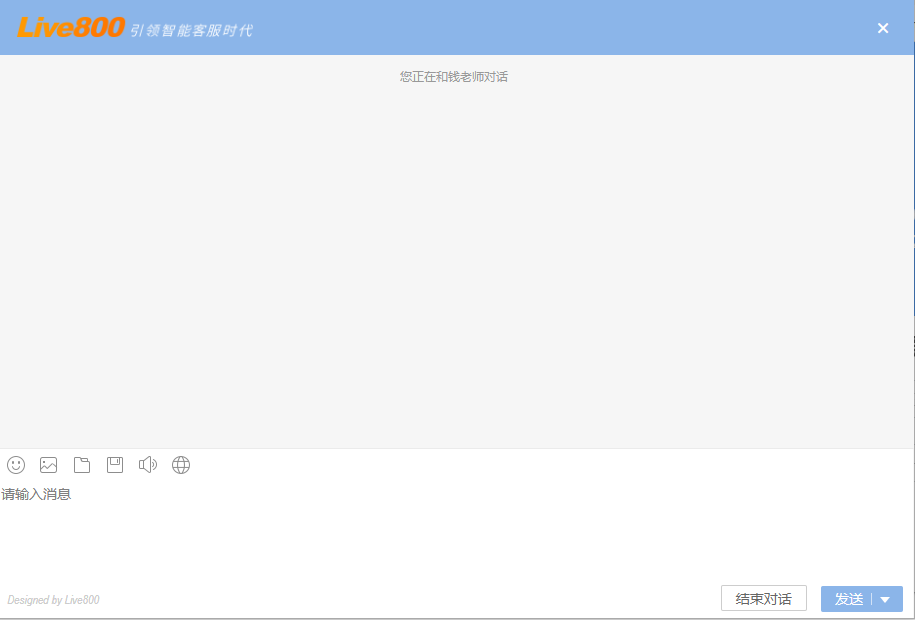 Live800 引领智能客服时代
您正在和钱老师对话
请输入消息
Designed by Live800
结束对话 发送